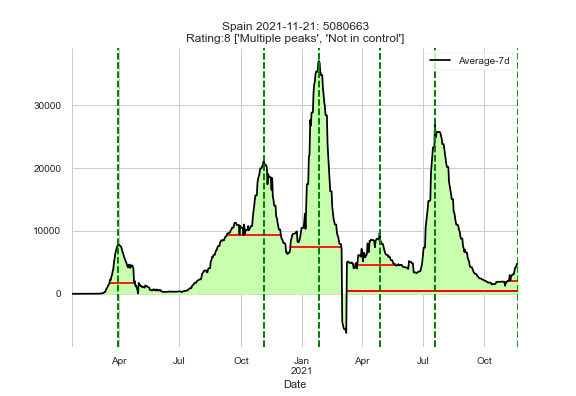 Spain 2021-11-21: 5080663
Rating:8 ['Multiple peaks', 'Not in control']
Average-7d
30000
20000
10000
0
Apr Jul Oct Jan Apr Jul Oct
2021
Date